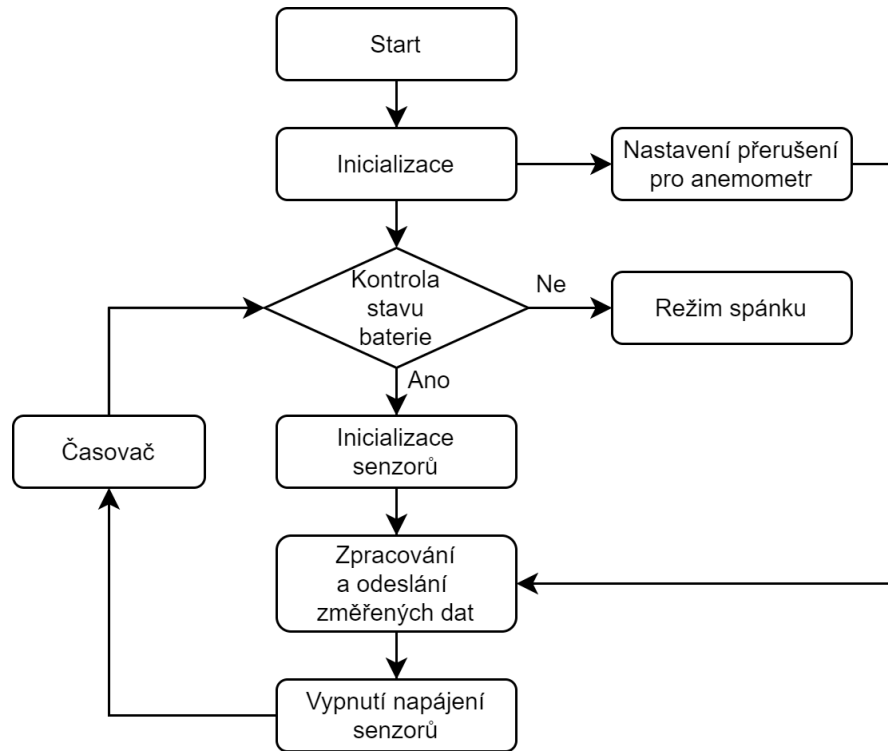 Start
Inicializace
Nastavení přerušení
pro anemometr
Kontrola
stavu
baterie
Ne
Režim spánku
Ano
Časovač
Inicializace
senzorů
Zpracování
a odeslání
změřených dat
Vypnutí napájení
senzorů